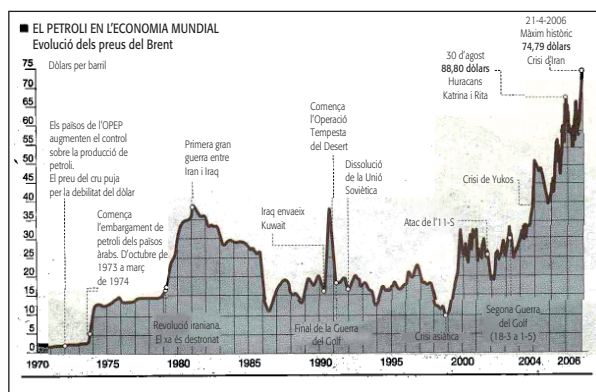 EL PETROLI EN L'ECONOMIA MUNDIAL
Evolució dels preus del Brent
Dòlars per barril
21-4-2006
Màxim històric
74,79 dòlars
Crisi d'Iran
30 d'agost
88,80 dòlars
Huracans
Katrina i Rita
Els països de l'OPEP
augmenten el control
sobre la producció de
petroli.
El preu del cru puja
per la debilitat del dòlar
Comença
l'embargament de
petroli dels països
àrabs. D'octubre de
1973 a març
de 1974
Primera gran
guerra entre
Iran i Iraq
Comença
l'Operació
Tempesta
del Desert
Dissolució
de la Unió
Soviètica
Iraq envaeix
Kuwait
Crisi de Yukos
Atac de l'11-S
Revolució iraniana.
El xa és destronat
Final de la Guerra
del Golf
Crisi asiàtica
Segona Guerra
del Golf
(18-3 a 1-5)
75
70
65
60
55
50
45
40
35
30
25
20
15
10
5
0
1970
1975
1980
1985
1990
1995
2000
2004
2006